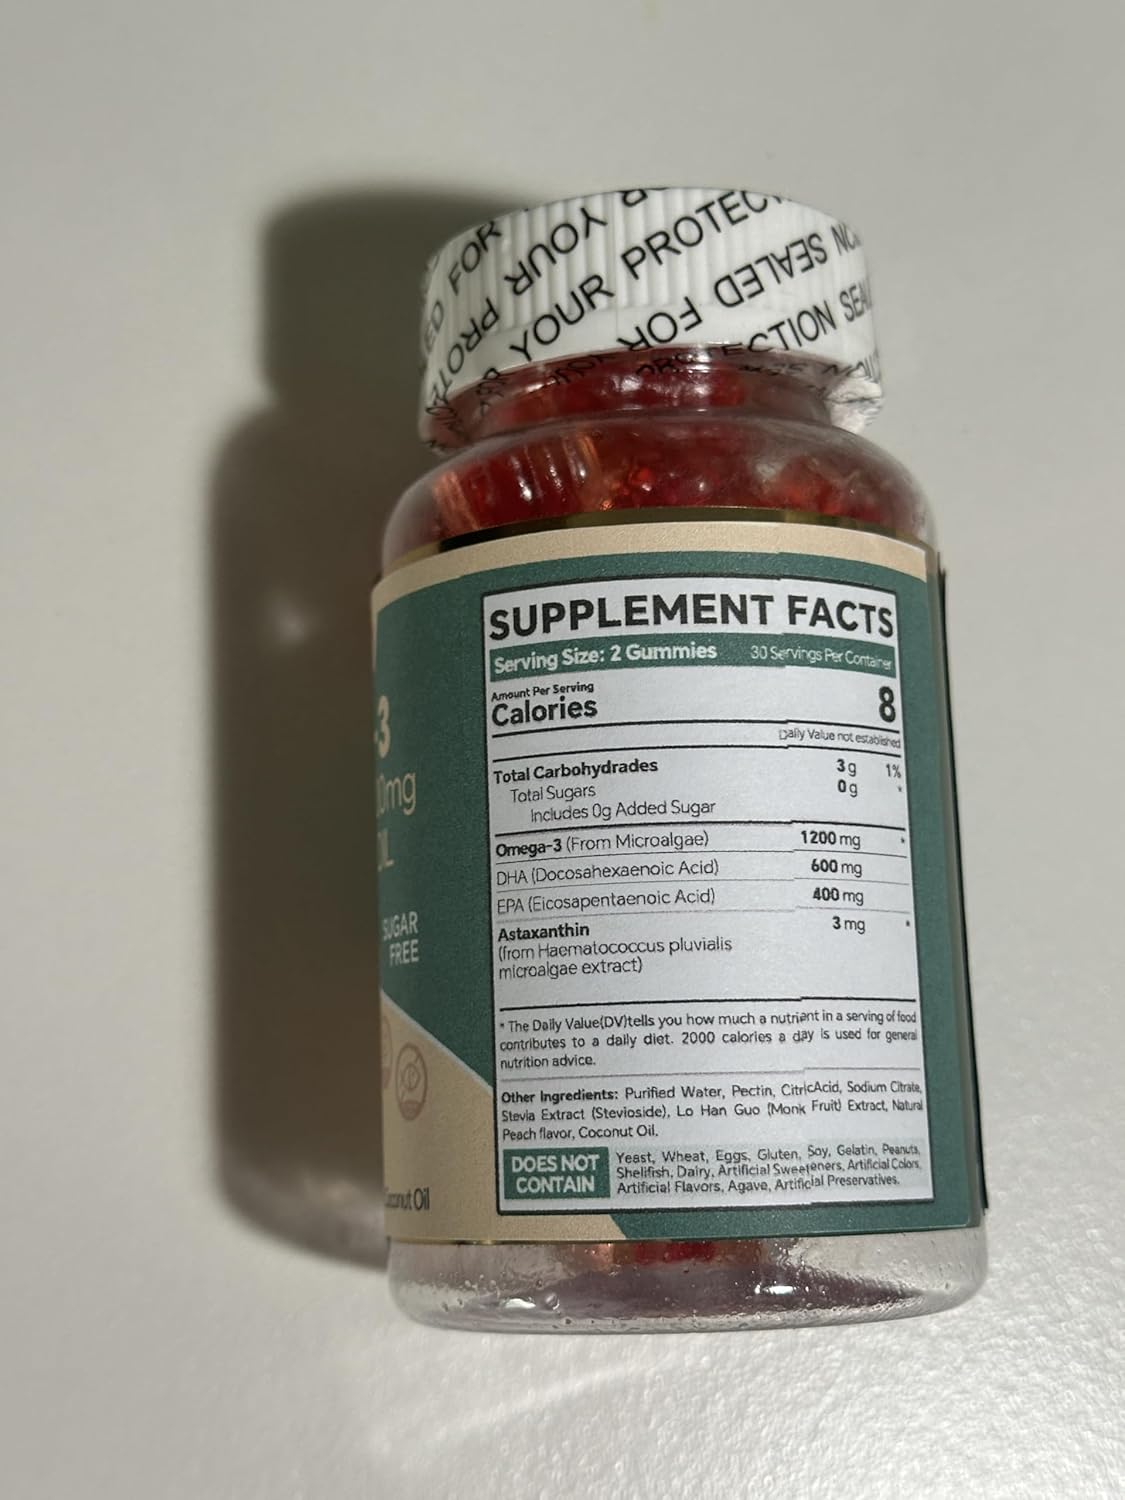 ED FOR
YOUR PROTEC
SEALED FOR
PROTECTION SEAL
-3
0mg
OIL
SUGAR
FREE
Coconut Oil
SUPPLEMENT FACTS
Serving Size: 2 Gummies 30 Servings Per Container
Amount Per Serving
Calories 8
Daily Value not established
Total Carbohydrades 3g 1%
Total Sugars 0g *
Includes 0g Added Sugar
Omega-3 (From Microalgae) 1200 mg *
DHA (Docosahexaenoic Acid) 600 mg
EPA (Eicosapentaenoic Acid) 400 mg
Astaxanthin 3 mg *
(from Haematococcus pluvialis
microalgae extract)
* The Daily Value(DV)tells you how much a nutrient in a serving of food
contributes to a daily diet. 2000 calories a day is used for general
nutrition advice.
Other Ingredients: Purified Water, Pectin, CitricAcid, Sodium Citrate,
Stevia Extract (Stevioside), Lo Han Guo (Monk Fruit) Extract, Natural
Peach flavor, Coconut Oil.
DOES NOT
CONTAIN
Yeast, Wheat, Eggs, Gluten, Soy, Gelatin, Peanuts,
Shellfish, Dairy, Artificial Sweeteners, Artificial Colors,
Artificial Flavors, Agave, Artificial Preservatives.